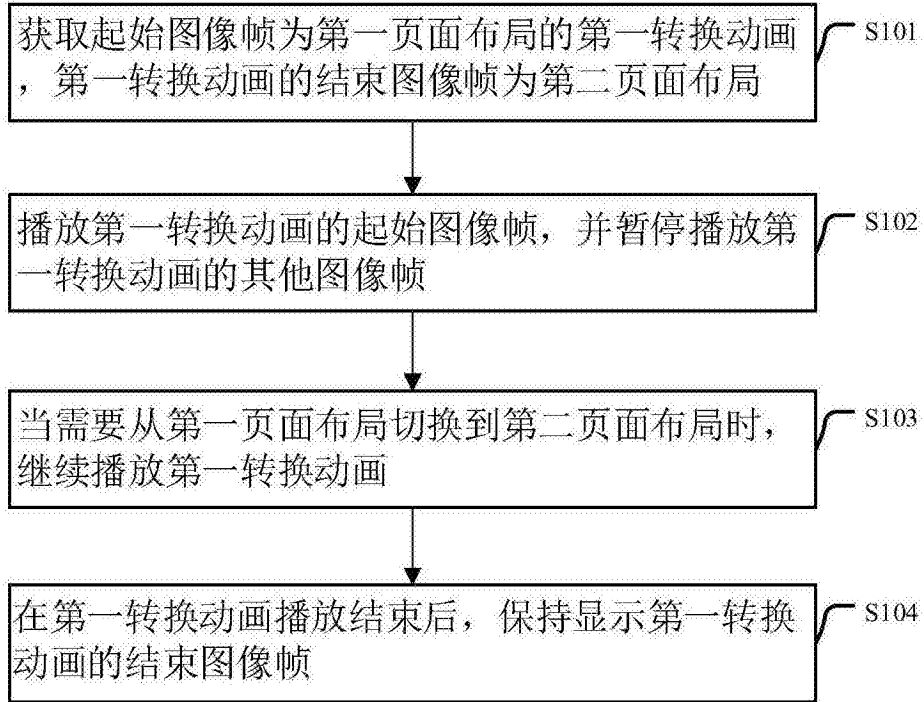 获取起始图像帧为第一页面布局的第一转换动画
，第一转换动画的结束图像帧为第二页面布局
S101
播放第一转换动画的起始图像帧，并暂停播放第
一转换动画的其他图像帧
S102
当需要从第一页面布局切换到第二页面布局时，
继续播放第一转换动画
S103
在第一转换动画播放结束后，保持显示第一转换
动画的结束图像帧
S104